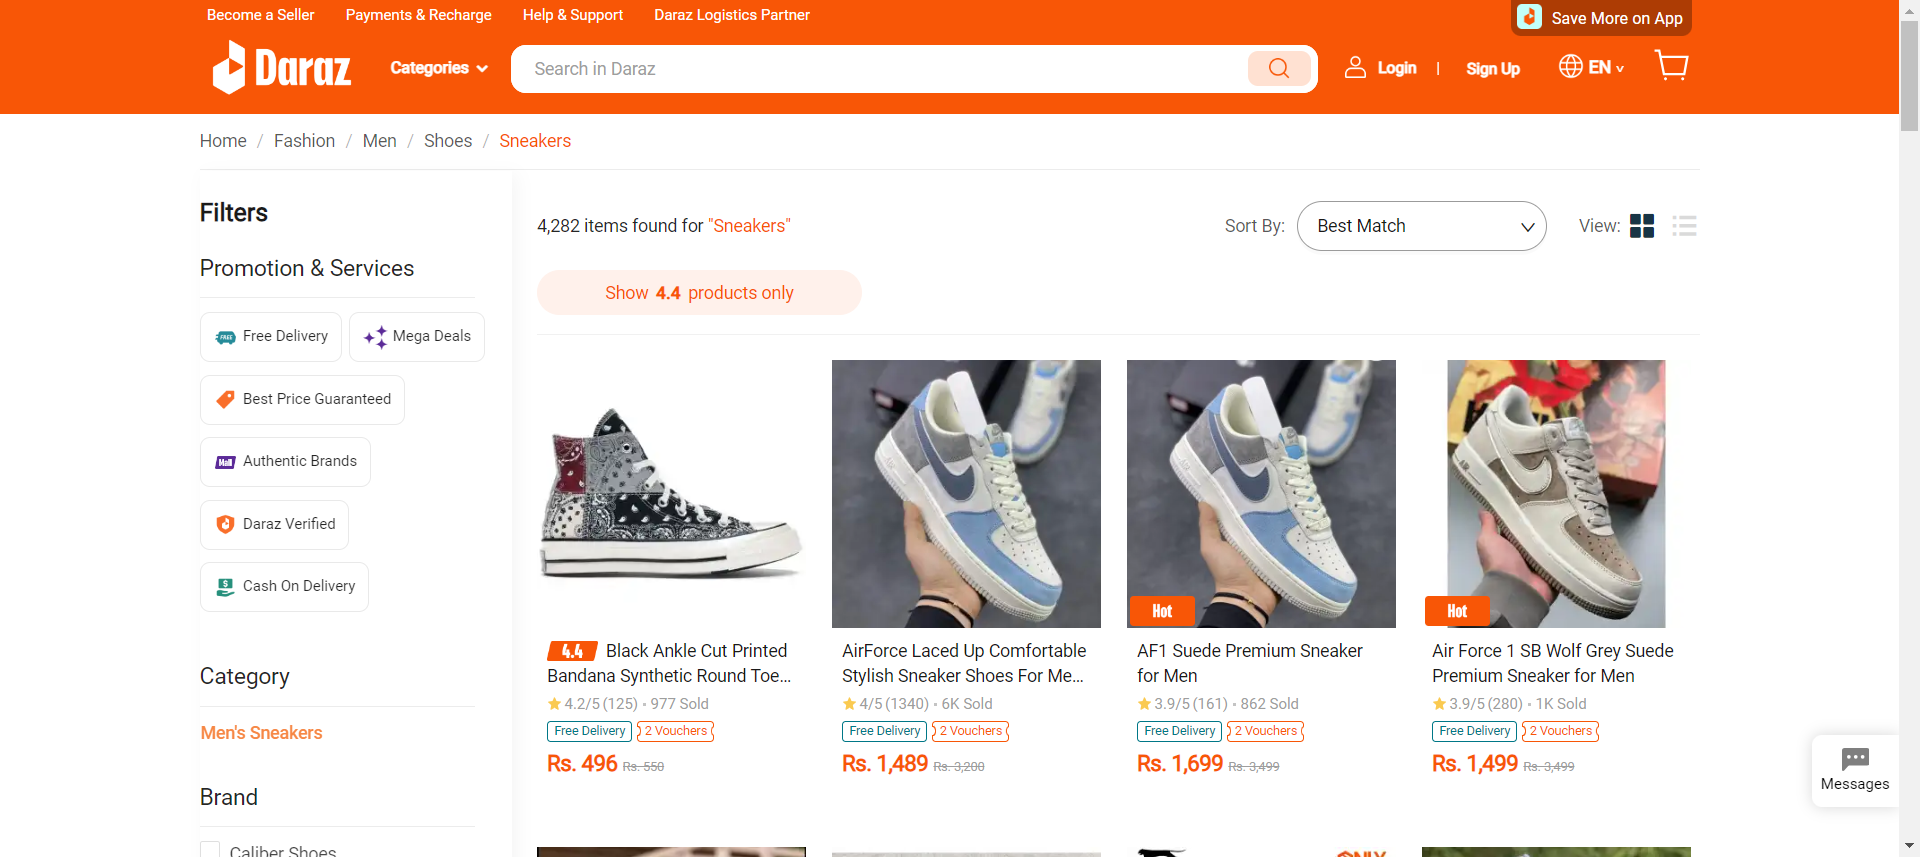 Become a Seller
Payments & Recharge
Help & Support
Daraz Logistics Partner
Save More on App
Daraz
Categories
Search in Daraz
Login
|
Sign Up
EN
Home / Fashion / Men / Shoes / Sneakers
Filters
Promotion & Services
FREE Free Delivery
Mega Deals
Best Price Guaranteed
Mall Authentic Brands
Daraz Verified
Cash On Delivery
Category
Men's Sneakers
Brand
Caliber Shoes
4,282 items found for "Sneakers"
Sort By:
Best Match
View:
Show 4.4 products only
4.4 Black Ankle Cut Printed
Bandana Synthetic Round Toe...
4.2/5 (125) • 977 Sold
Free Delivery
2 Vouchers
Rs. 496 Rs. 550
AirForce Laced Up Comfortable
Stylish Sneaker Shoes For Me...
4/5 (1340) • 6K Sold
Free Delivery
2 Vouchers
Rs. 1,489 Rs. 3,200
Hot
AF1 Suede Premium Sneaker
for Men
3.9/5 (161) • 862 Sold
Free Delivery
2 Vouchers
Rs. 1,699 Rs. 3,499
Hot
Air Force 1 SB Wolf Grey Suede
Premium Sneaker for Men
3.9/5 (280) • 1K Sold
Free Delivery
2 Vouchers
Rs. 1,499 Rs. 3,499
Messages
ONLY